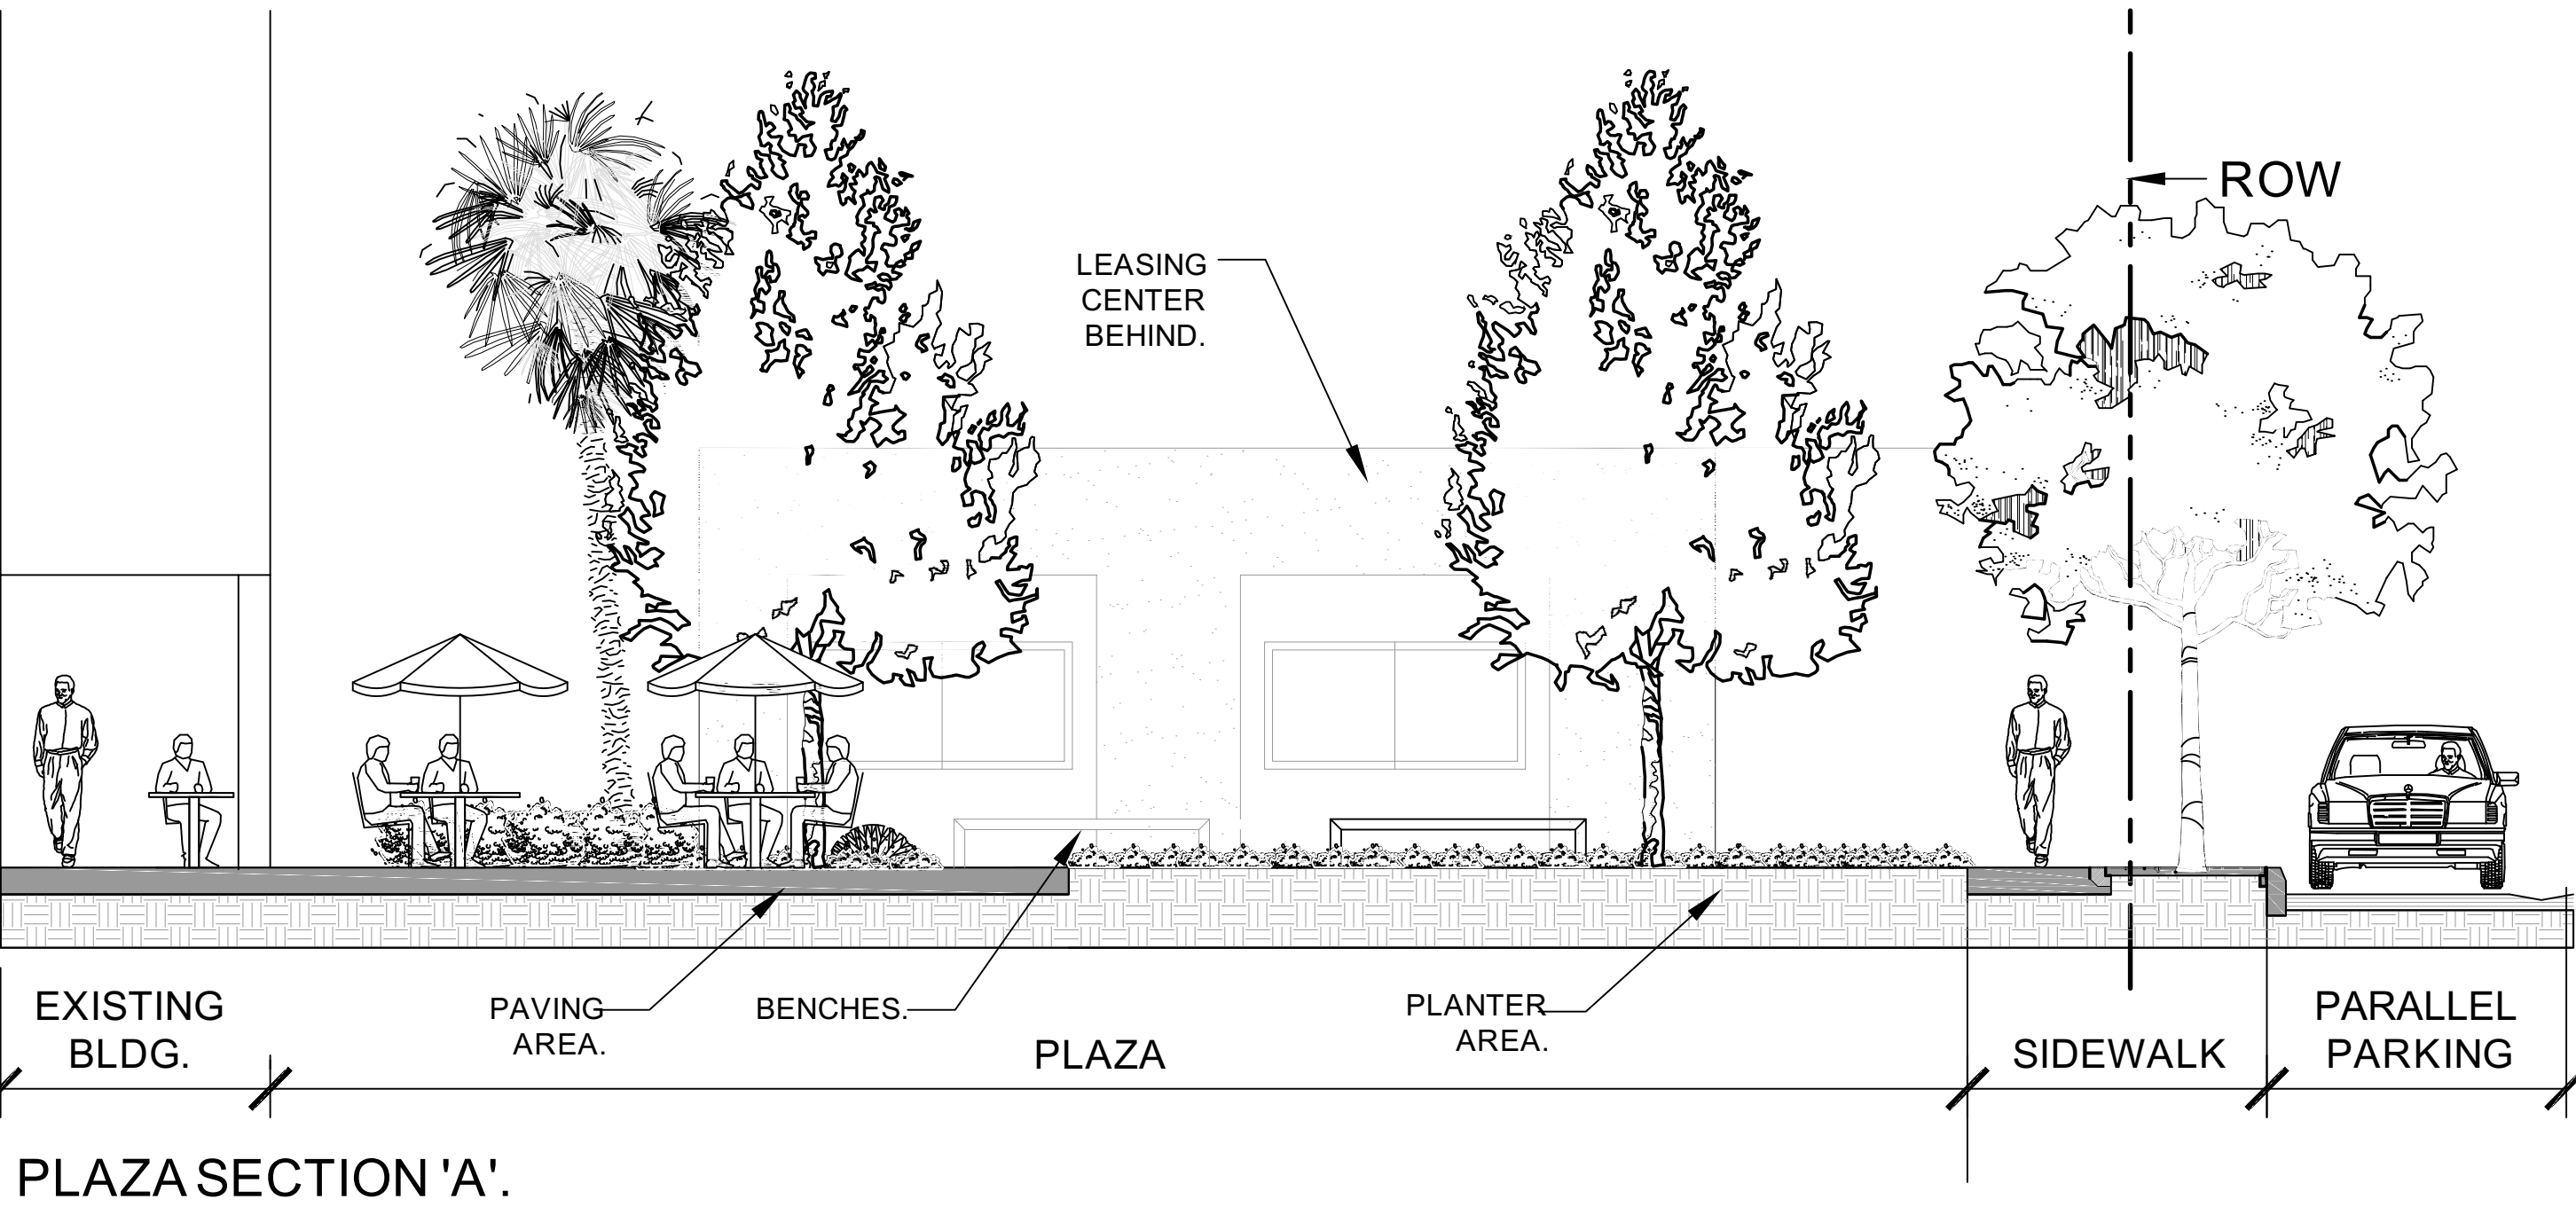 ROW
LEASING
CENTER
BEHIND.
EXISTING
BLDG.
PAVING
AREA.
BENCHES.
PLAZA
PLANTER
AREA.
SIDEWALK
PARALLEL
PARKING
PLAZA SECTION 'A'.